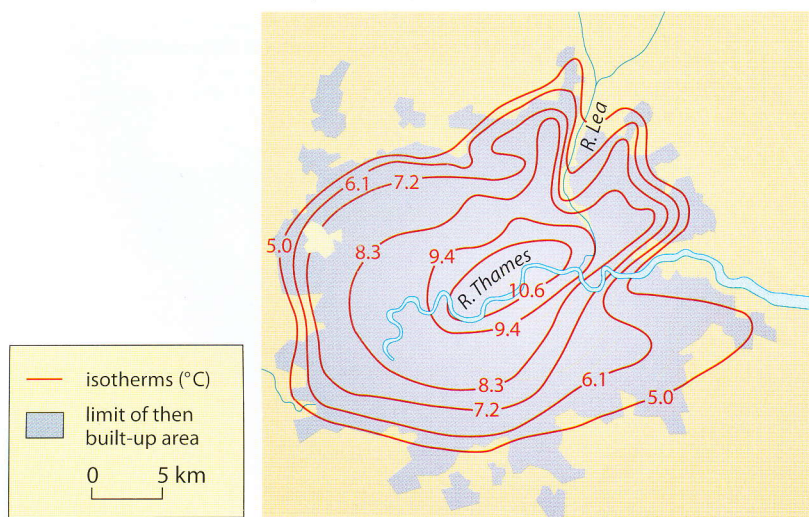 R. Lea
6.1
7.2
5.0
8.3
9.4
R. Thames
10.6
9.4
8.3
7.2
6.1
5.0
isotherms (°C)
limit of then
built-up area
0 5 km